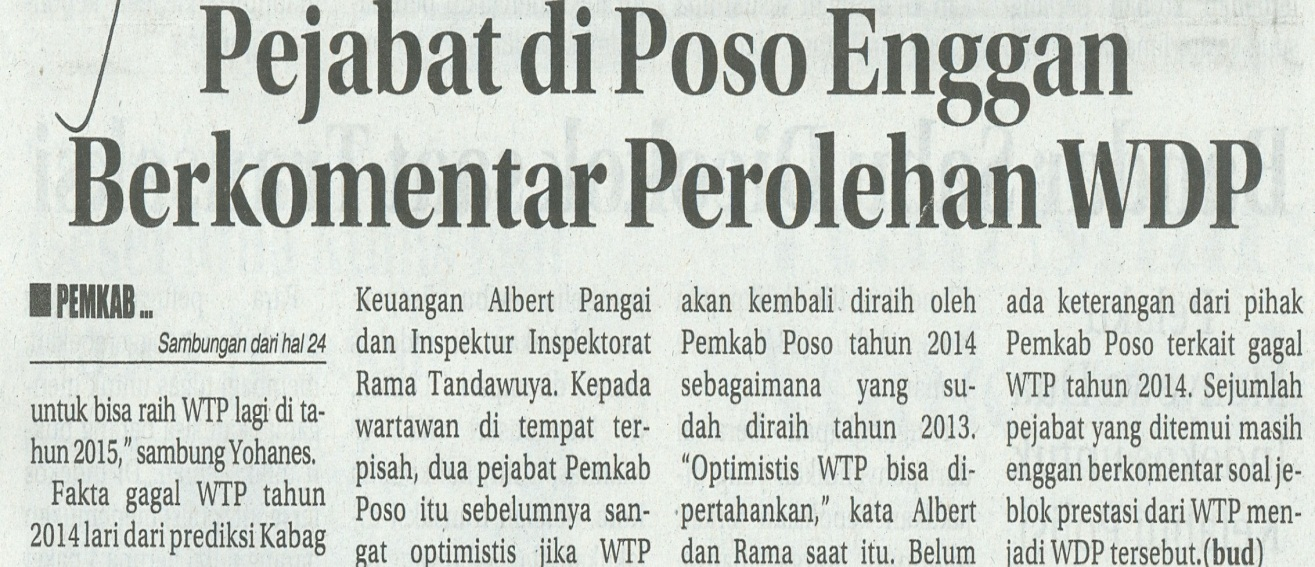 Pejabat di Poso Enggan
Berkomentar Perolehan WDP
PEMKAB ...
Sambungan dari hal 24
untuk bisa raih WTP lagi di ta-
hun 2015,” sambung Yohanes.
Fakta gagal WTP tahun
2014 lari dari prediksi Kabag
Keuangan Albert Pangai
dan Inspektur Inspektorat
Rama Tandawuya. Kepada
wartawan di tempat ter-
pisah, dua pejabat Pemkab
Poso itu sebelumnya san-
gat optimistis jika WTP
akan kembali diraih oleh
Pemkab Poso tahun 2014
sebagaimana yang su-
dah diraih tahun 2013.
“Optimistis WTP bisa di-
pertahankan,” kata Albert
dan Rama saat itu. Belum
ada keterangan dari pihak
Pemkab Poso terkait gagal
WTP tahun 2014. Sejumlah
pejabat yang ditemui masih
enggan berkomentar soal je-
blok prestasi dari WTP men-
jadi WDP tersebut.(bud)